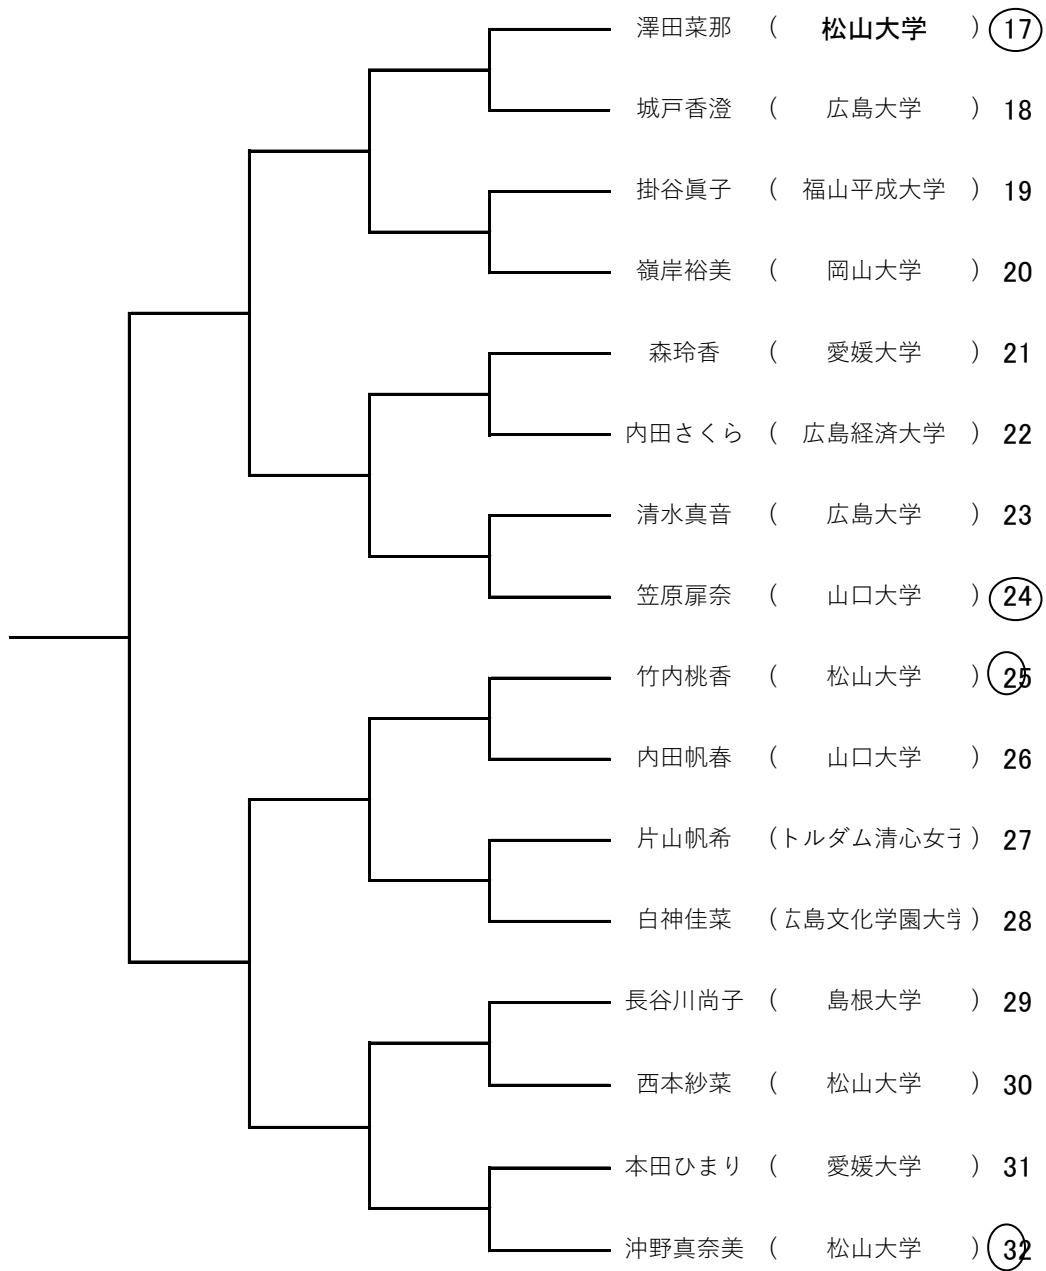 澤田菜那 ( 松山大学 ) 17
城戸香澄 ( 広島大学 ) 18
掛谷眞子 ( 福山平成大学 ) 19
嶺岸裕美 ( 岡山大学 ) 20
森玲香 ( 愛媛大学 ) 21
内田さくら ( 広島経済大学 ) 22
清水真音 ( 広島大学 ) 23
笠原扉奈 ( 山口大学 ) 24
竹内桃香 ( 松山大学 ) 25
内田帆春 ( 山口大学 ) 26
片山帆希 (トルダム清心女子) 27
白神佳菜 (広島文化学園大学) 28
長谷川尚子 ( 島根大学 ) 29
西本紗菜 ( 松山大学 ) 30
本田ひまり ( 愛媛大学 ) 31
沖野真奈美 ( 松山大学 ) 32